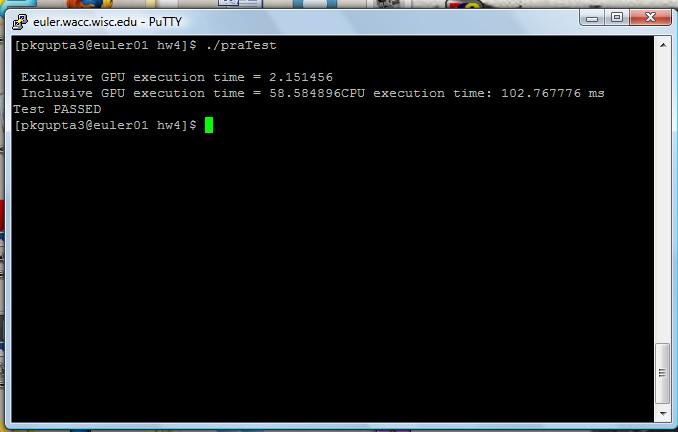 euler.wacc.wisc.edu - PuTTY
[pkgupta3@euler01 hw4]$ ./praTest
Exclusive GPU execution time = 2.151456
Inclusive GPU execution time = 58.584896CPU execution time: 102.767776 ms
Test PASSED
[pkgupta3@euler01 hw4]$